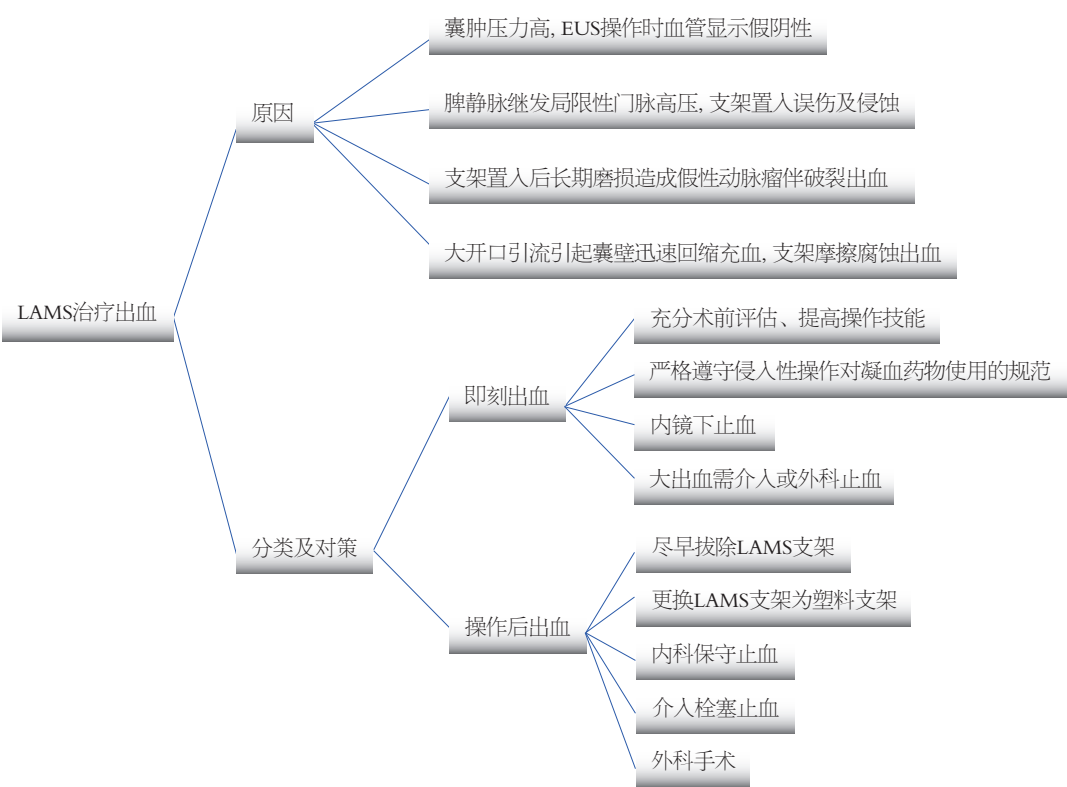 囊肿压力高, EUS操作时血管显示假阴性
脾静脉继发局限性门脉高压, 支架置入误伤及侵蚀
原因
支架置入后长期磨损造成假性动脉瘤伴破裂出血
大开口引流引起囊壁迅速回缩充血, 支架摩擦腐蚀出血
LAMS治疗出血
充分术前评估、提高操作技能
严格遵守侵入性操作对凝血药物使用的规范
即刻出血
内镜下止血
大出血需介入或外科止血
分类及对策
尽早拔除LAMS支架
更换LAMS支架为塑料支架
操作后出血
内科保守止血
介入栓塞止血
外科手术